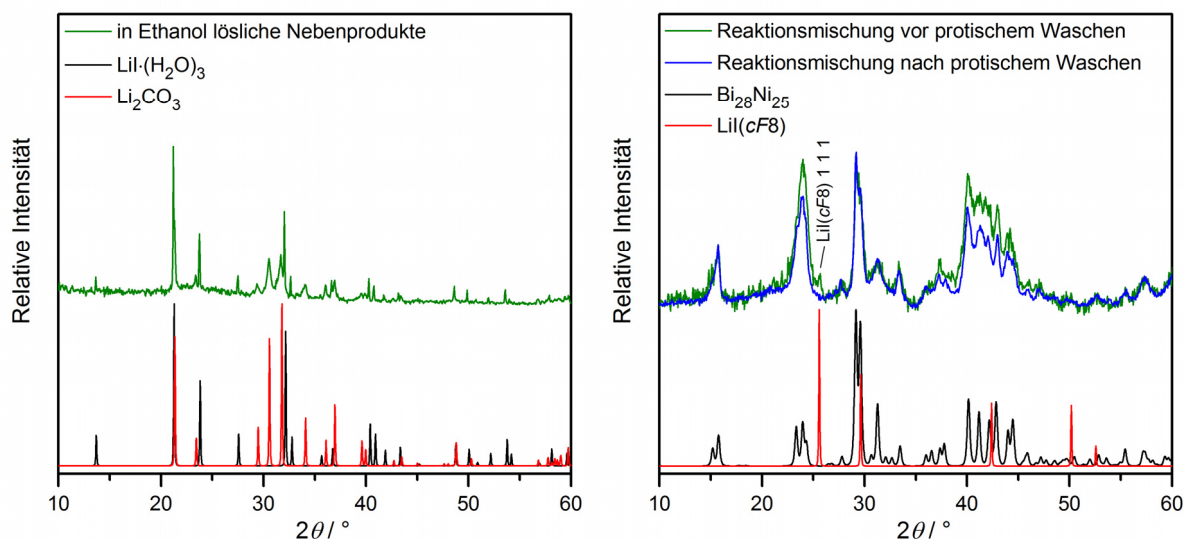 in Ethanol lösliche Nebenprodukte
LiI·(H₂O)₃
Li₂CO₃
Relative Intensität
10 20 30 40 50 60
2θ / °
Reaktionsmischung vor protischem Waschen
Reaktionsmischung nach protischem Waschen
Bi₂₈Ni₂₅
LiI(cF8)
LiI(cF8) 1 1 1
Relative Intensität
10 20 30 40 50 60
2θ / °